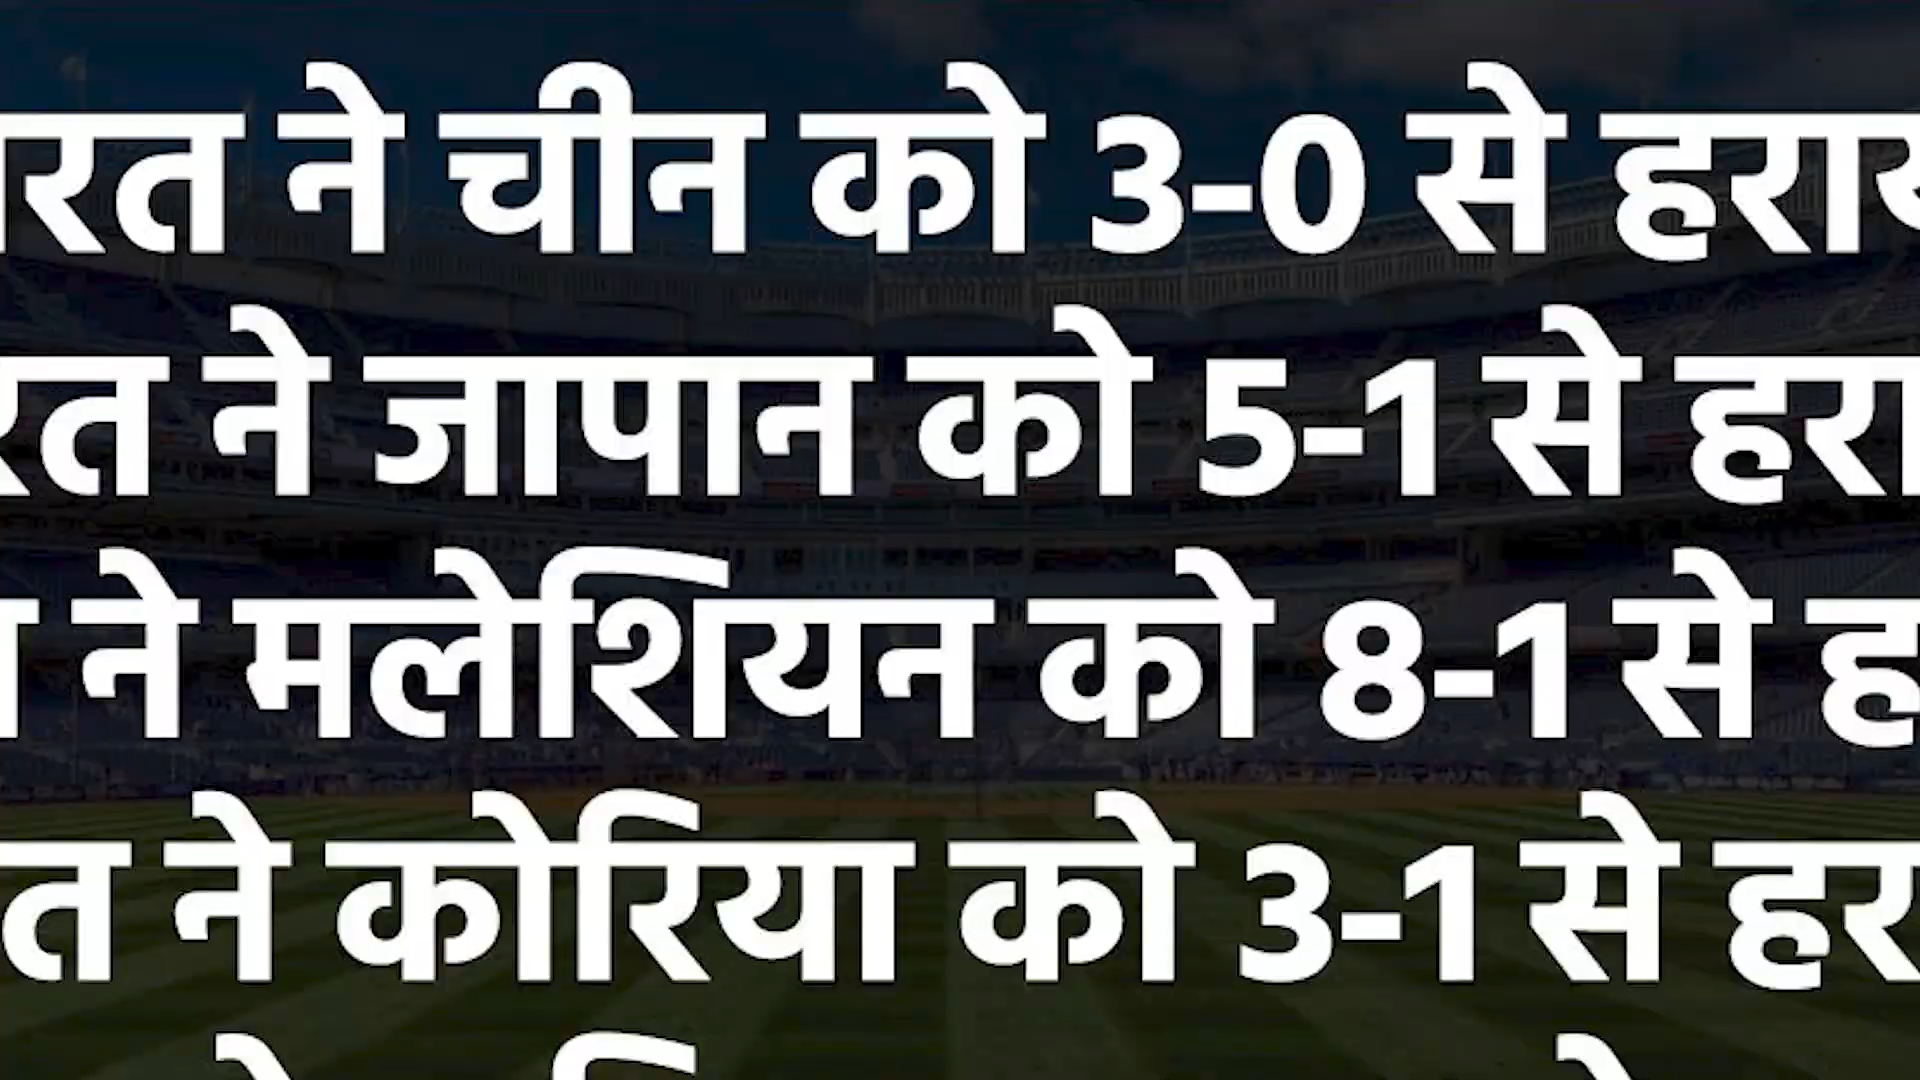 रत ने चीन को 3-0 से हराय
रत ने जापान को 5-1 से हरा
ने मलेशियन को 8-1 से ह
त ने कोरिया को 3-1 से हर